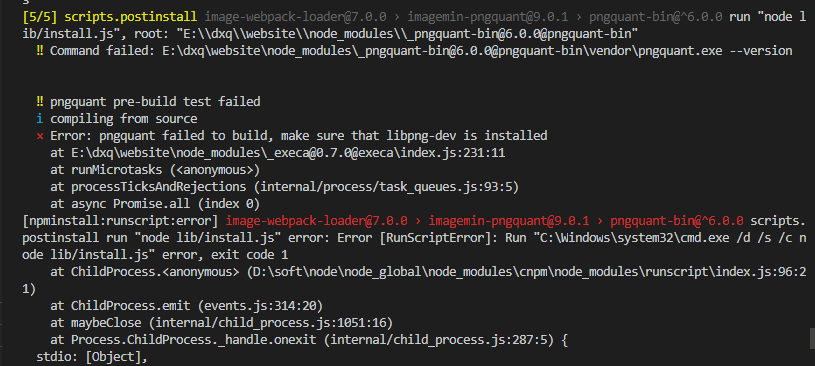 s
[5/5] scripts.postinstall image-webpack-loader@7.0.0 › imagemin-pngquant@9.0.1 › pngquant-bin@^6.0.0 run "node l
ib/install.js", root: "E:\\dxq\\website\\node_modules\\_pngquant-bin@6.0.0@pngquant-bin"
‼ Command failed: E:\dxq\website\node_modules\_pngquant-bin@6.0.0@pngquant-bin\vendor\pngquant.exe --version
‼ pngquant pre-build test failed
i compiling from source
× Error: pngquant failed to build, make sure that libpng-dev is installed
at E:\dxq\website\node_modules\_execa@0.7.0@execa\index.js:231:11
at runMicrotasks (<anonymous>)
at processTicksAndRejections (internal/process/task_queues.js:93:5)
at async Promise.all (index 0)
[npminstall:runscript:error] image-webpack-loader@7.0.0 › imagemin-pngquant@9.0.1 › pngquant-bin@^6.0.0 scripts.
postinstall run "node lib/install.js" error: Error [RunScriptError]: Run "C:\Windows\system32\cmd.exe /d /s /c n
ode lib/install.js" error, exit code 1
at ChildProcess.<anonymous> (D:\soft\node\node_global\node_modules\cnpm\node_modules\runscript\index.js:96:2
1)
at ChildProcess.emit (events.js:314:20)
at maybeClose (internal/child_process.js:1051:16)
at Process.ChildProcess._handle.onexit (internal/child_process.js:287:5) {
stdio: [Object],